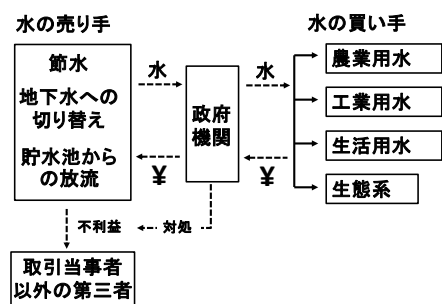 水の売り手
節水
地下水への
切り替え
貯水池から
の放流
水
¥
政府
機関
水
¥
水の買い手
農業用水
工業用水
生活用水
生態系
不利益
対処
取引当事者
以外の第三者